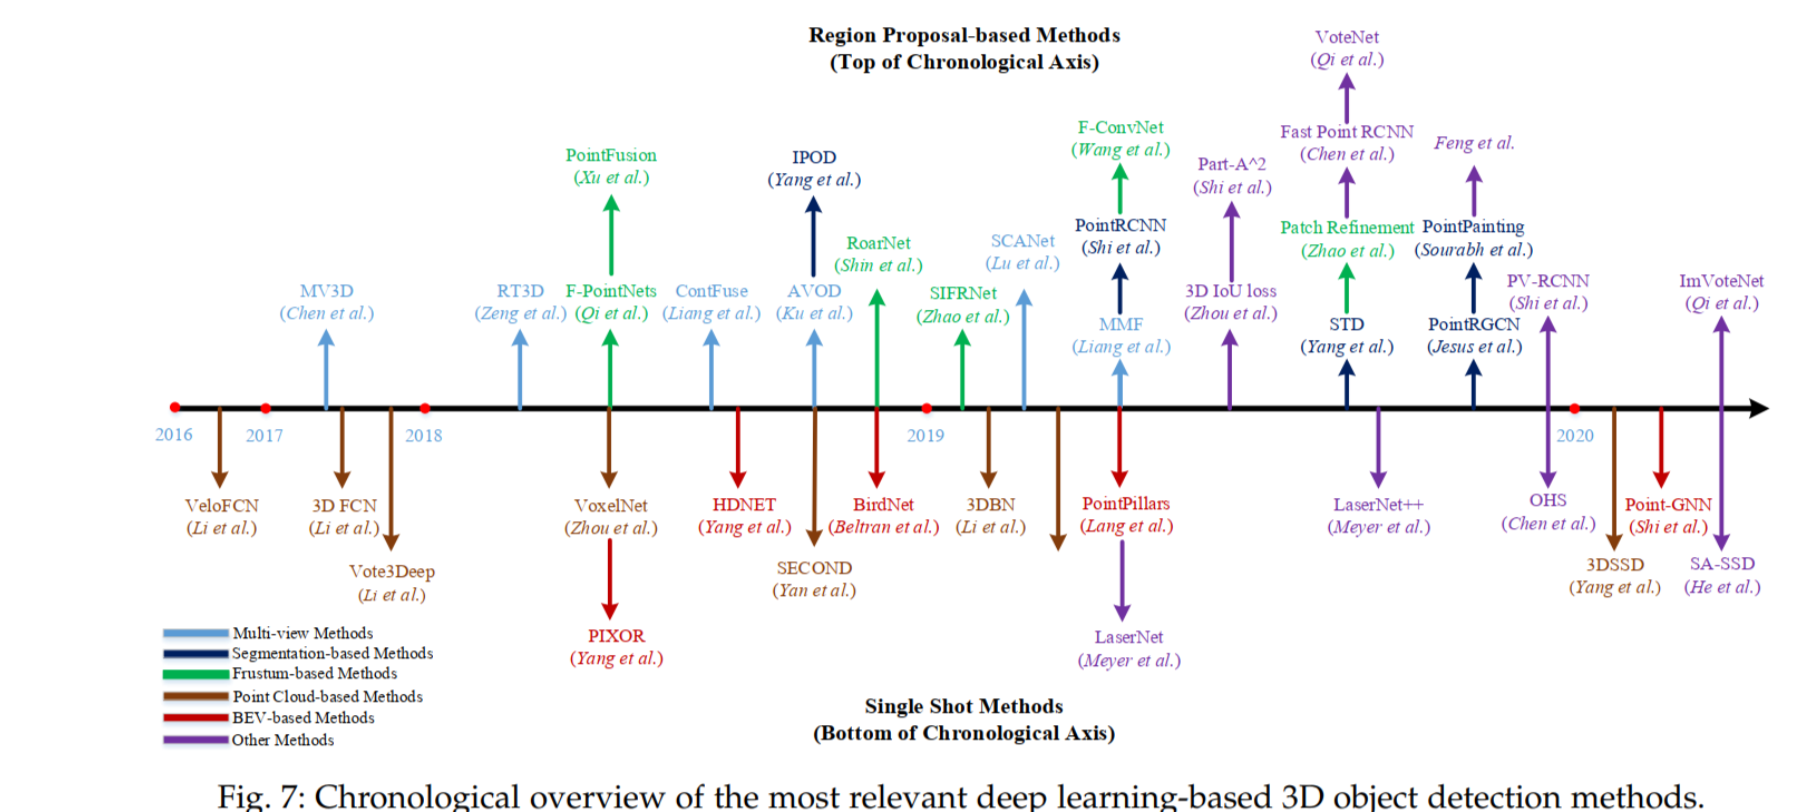 Region Proposal-based Methods
(Top of Chronological Axis)
VoteNet
(Qi et al.)
F-ConvNet
(Wang et al.)
Fast Point RCNN
(Chen et al.)
Feng et al.
PointFusion
(Xu et al.)
IPOD
(Yang et al.)
Part-A^2
(Shi et al.)
RoarNet
(Shin et al.)
SCANet
(Lu et al.)
PointRCNN
(Shi et al.)
Patch Refinement
(Zhao et al.)
PointPainting
(Sourabh et al.)
MV3D
(Chen et al.)
RT3D
(Zeng et al.)
F-PointNets
(Qi et al.)
ContFuse
(Liang et al.)
AVOD
(Ku et al.)
SIFRNet
(Zhao et al.)
3D IoU loss
(Zhou et al.)
PV-RCNN
(Shi et al.)
ImVoteNet
(Qi et al.)
MMF
(Liang et al.)
STD
(Yang et al.)
PointRGCN
(Jesus et al.)
2016
2017
2018
2019
2020
VeloFCN
(Li et al.)
3D FCN
(Li et al.)
VoxelNet
(Zhou et al.)
HDNET
(Yang et al.)
BirdNet
(Beltran et al.)
3DBN
(Li et al.)
PointPillars
(Lang et al.)
LaserNet++
(Meyer et al.)
OHS
(Chen et al.)
Point-GNN
(Shi et al.)
Vote3Deep
(Li et al.)
SECOND
(Yan et al.)
3DSSD
(Yang et al.)
SA-SSD
(He et al.)
PIXOR
(Yang et al.)
LaserNet
(Meyer et al.)
Multi-view Methods
Segmentation-based Methods
Frustum-based Methods
Point Cloud-based Methods
BEV-based Methods
Other Methods
Single Shot Methods
(Bottom of Chronological Axis)
Fig. 7: Chronological overview of the most relevant deep learning-based 3D object detection methods.